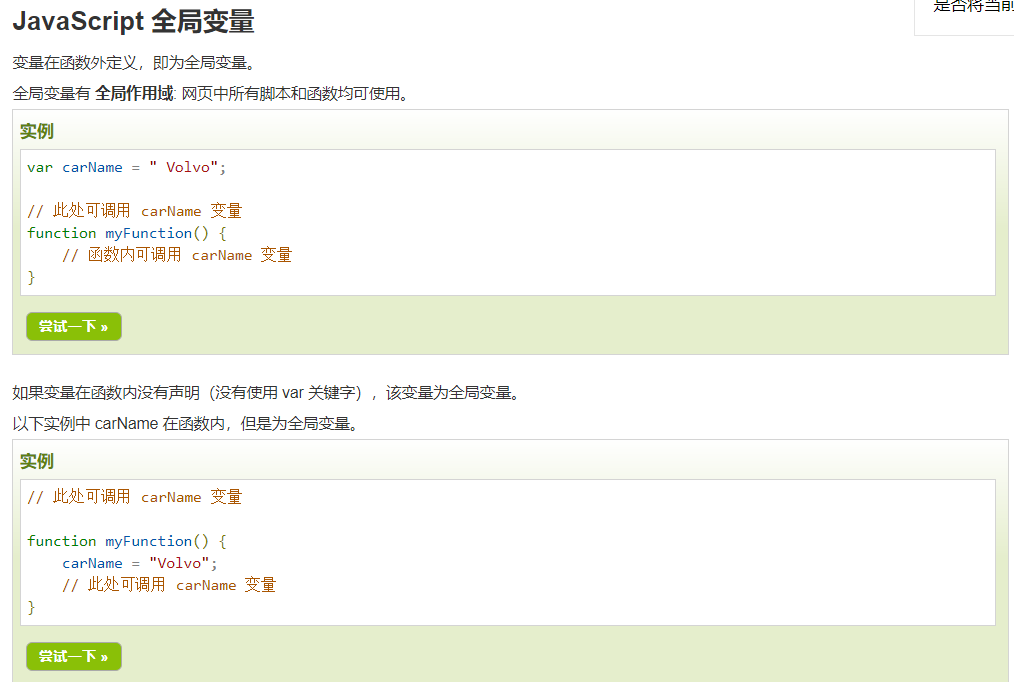 是否将当前
JavaScript 全局变量
变量在函数外定义，即为全局变量。
全局变量有 全局作用域: 网页中所有脚本和函数均可使用。
实例
var carName = " Volvo";
// 此处可调用 carName 变量
function myFunction() {
    // 函数内可调用 carName 变量
}
尝试一下 »
如果变量在函数内没有声明（没有使用 var 关键字），该变量为全局变量。
以下实例中 carName 在函数内，但是为全局变量。
实例
// 此处可调用 carName 变量
function myFunction() {
    carName = "Volvo";
    // 此处可调用 carName 变量
}
尝试一下 »